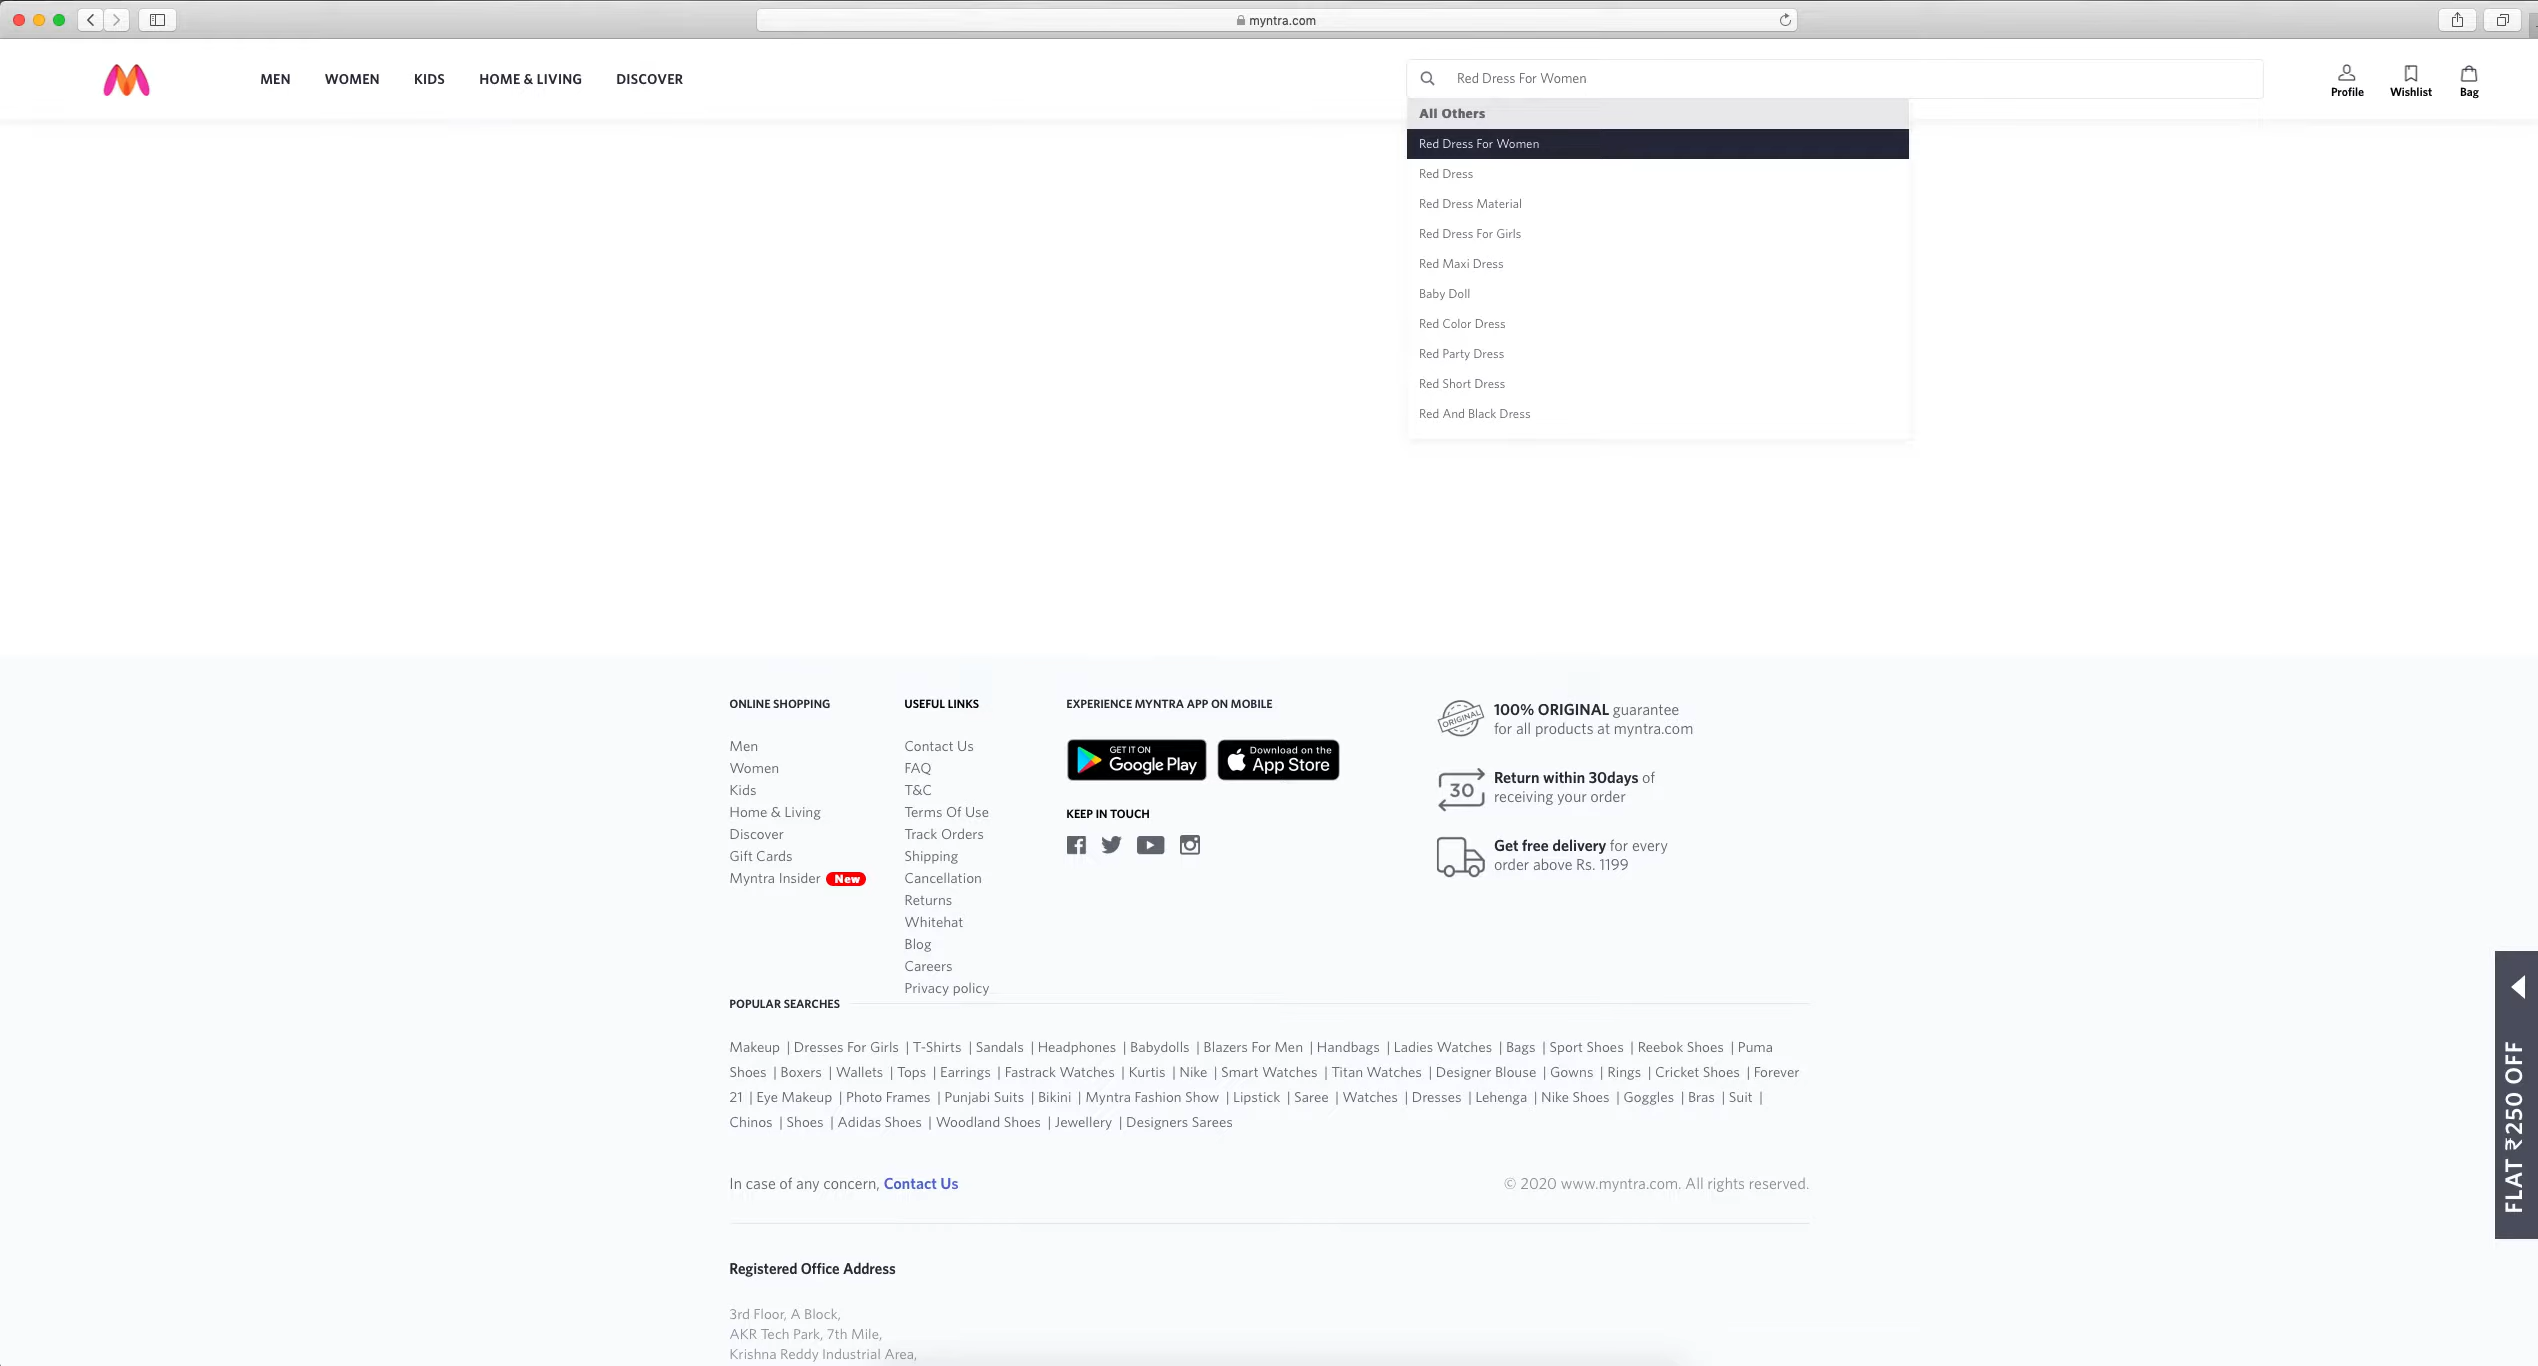 myntra.com
MEN WOMEN KIDS HOME & LIVING DISCOVER
Red Dress For Women
Profile Wishlist Bag
All Others
Red Dress For Women
Red Dress
Red Dress Material
Red Dress For Girls
Red Maxi Dress
Baby Doll
Red Color Dress
Red Party Dress
Red Short Dress
Red And Black Dress
ONLINE SHOPPING
Men
Women
Kids
Home & Living
Discover
Gift Cards
Myntra Insider New
USEFUL LINKS
Contact Us
FAQ
T&C
Terms Of Use
Track Orders
Shipping
Cancellation
Returns
Whitehat
Blog
Careers
Privacy policy
EXPERIENCE MYNTRA APP ON MOBILE
GET IT ON
Google Play
Download on the
App Store
KEEP IN TOUCH
ORIGINAL
100% ORIGINAL guarantee
for all products at myntra.com
30
Return within 30days of
receiving your order
Get free delivery for every
order above Rs. 1199
POPULAR SEARCHES
Makeup | Dresses For Girls | T-Shirts | Sandals | Headphones | Babydolls | Blazers For Men | Handbags | Ladies Watches | Bags | Sport Shoes | Reebok Shoes | Puma
Shoes | Boxers | Wallets | Tops | Earrings | Fastrack Watches | Kurtis | Nike | Smart Watches | Titan Watches | Designer Blouse | Gowns | Rings | Cricket Shoes | Forever
21 | Eye Makeup | Photo Frames | Punjabi Suits | Bikini | Myntra Fashion Show | Lipstick | Saree | Watches | Dresses | Lehenga | Nike Shoes | Goggles | Bras | Suit |
Chinos | Shoes | Adidas Shoes | Woodland Shoes | Jewellery | Designers Sarees
In case of any concern, Contact Us
© 2020 www.myntra.com. All rights reserved.
Registered Office Address
3rd Floor, A Block,
AKR Tech Park, 7th Mile,
Krishna Reddy Industrial Area,
FLAT ₹250 OFF